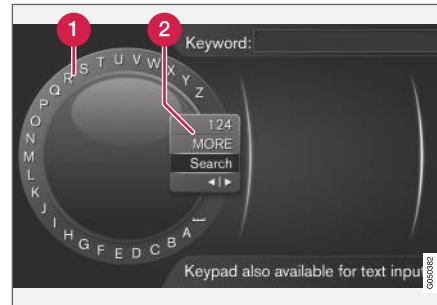 1
2
Keyword:
A B C D E F G H I J K L M N O P Q R S T U V W X Y Z
124
MORE
Search
Keypad also available for text input
G050382